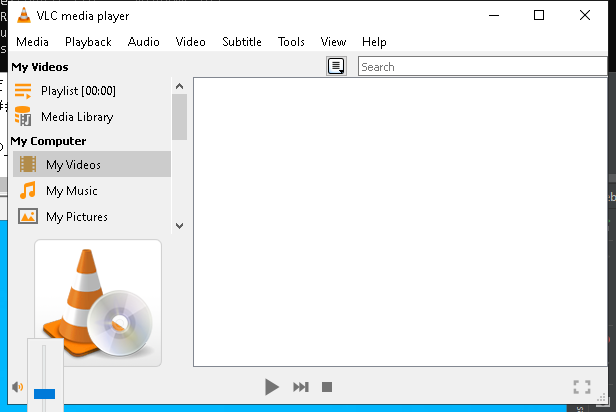 VLC media player
Media Playback Audio Video Subtitle Tools View Help
My Videos
Search
Playlist [00:00]
Media Library
My Computer
My Videos
My Music
My Pictures